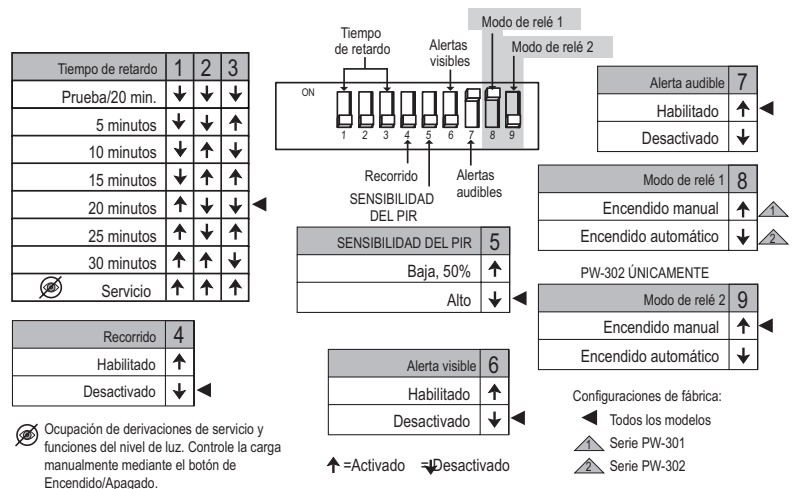 Tiempo de retardo 1 2 3
Prueba/20 min. ↓ ↓ ↓
5 minutos ↓ ↓ ↑
10 minutos ↓ ↑ ↓
15 minutos ↓ ↑ ↑
20 minutos ↑ ↓ ↓ ◀
25 minutos ↑ ↓ ↑
30 minutos ↑ ↑ ↓
Servicio ↑ ↑ ↑
Recorrido 4
Habilitado ↑
Desactivado ↓ ◀
Ocupación de derivaciones de servicio y
funciones del nivel de luz. Controle la carga
manualmente mediante el botón de
Encendido/Apagado.
Tiempo
de retardo
Alertas
visibles
Modo de relé 1
Modo de relé 2
ON
1 2 3 4 5 6 7 8 9
Recorrido
SENSIBILIDAD
DEL PIR
Alertas
audibles
SENSIBILIDAD DEL PIR 5
Baja, 50% ↑
Alto ↓ ◀
Alerta visible 6
Habilitado ↑
Desactivado ↓ ◀
↑ =Activado ↓=Desactivado
Alerta audible 7
Habilitado ↑ ◀
Desactivado ↓
Modo de relé 1 8
Encendido manual ↑ 1
Encendido automático ↓ 2
PW-302 ÚNICAMENTE
Modo de relé 2 9
Encendido manual ↑ ◀
Encendido automático ↓
Configuraciones de fábrica:
◀ Todos los modelos
1 Serie PW-301
2 Serie PW-302